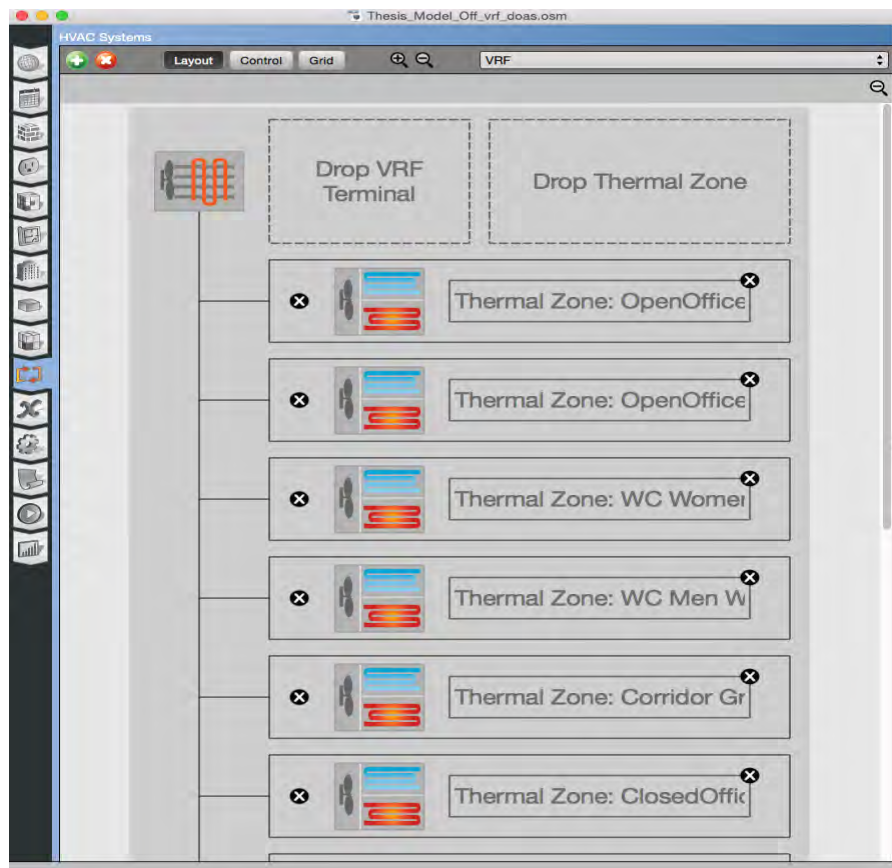 Thesis_Model_Off_vrf_doas.osm
HVAC Systems
Layout Control Grid VRF
Drop VRF
Terminal
Drop Thermal Zone
Thermal Zone: OpenOffice
Thermal Zone: OpenOffice
Thermal Zone: WC Women
Thermal Zone: WC Men W
Thermal Zone: Corridor Gr
Thermal Zone: ClosedOffic